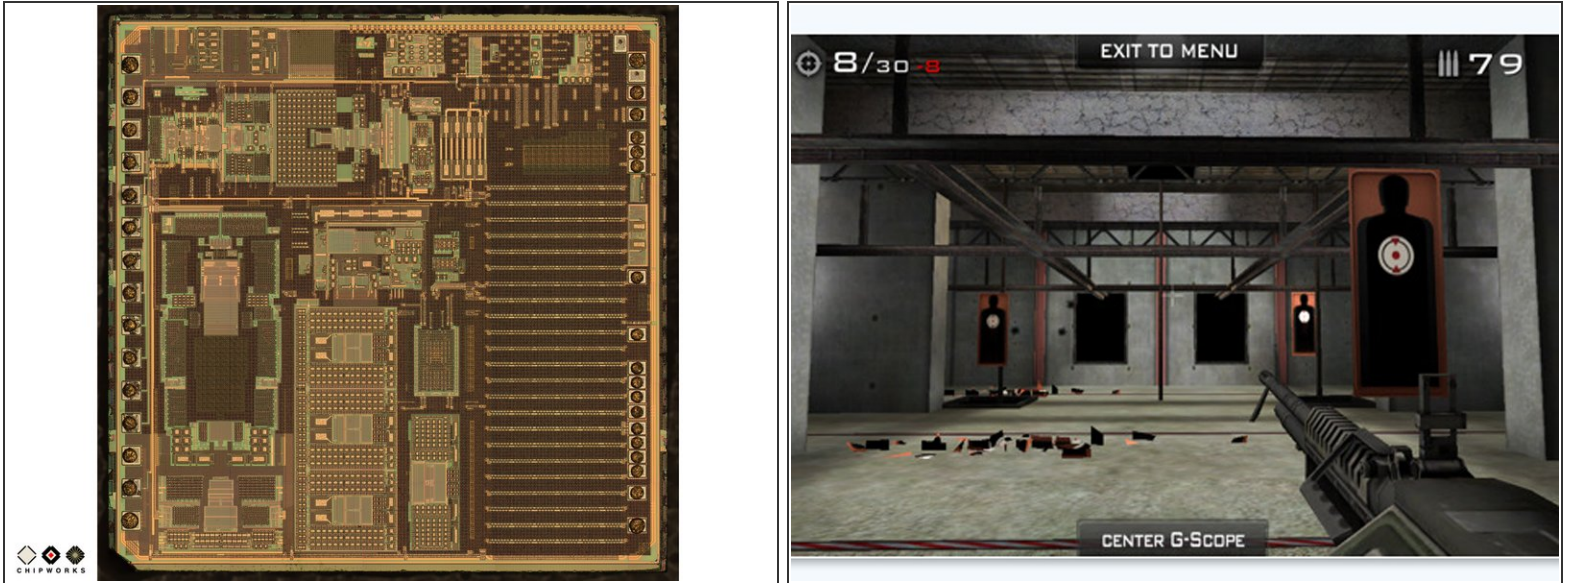 CHIPWORKS
8/30 -8
EXIT TO MENU
79
CENTER G-SCOPE